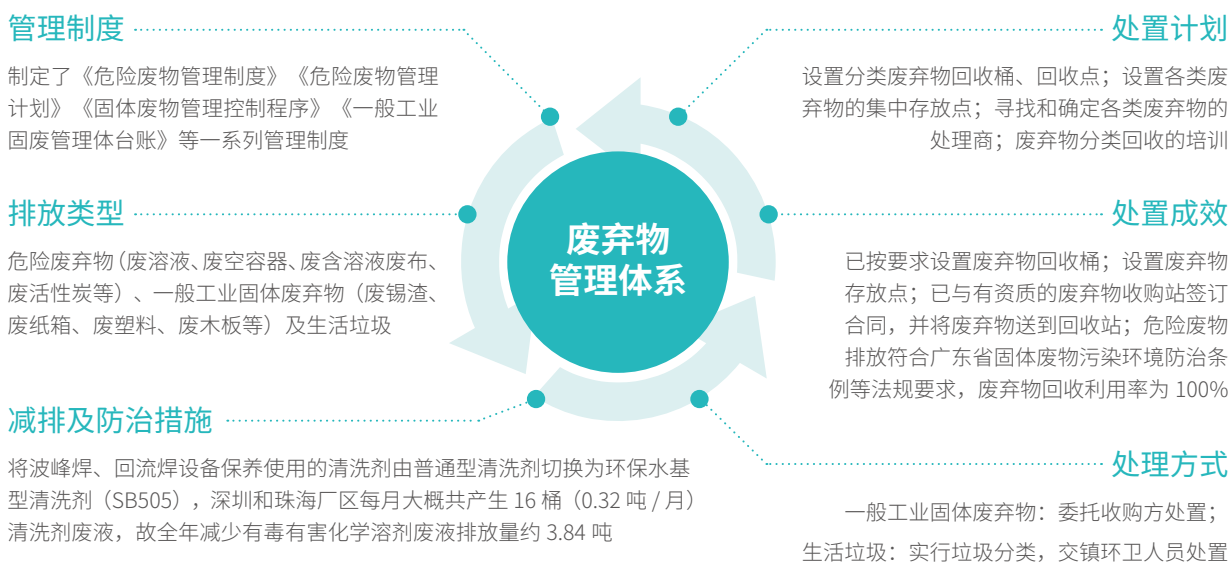 管理制度
制定了《危险废物管理制度》《危险废物管理
计划》《固体废物管理控制程序》《一般工业
固废管理体台账》等一系列管理制度
排放类型
危险废弃物（废溶液、废空容器、废含溶液废布、
废活性炭等）、一般工业固体废弃物（废锡渣、
废纸箱、废塑料、废木板等）及生活垃圾
减排及防治措施
将波峰焊、回流焊设备保养使用的清洗剂由普通型清洗剂切换为环保水基
型清洗剂（SB505），深圳和珠海厂区每月大概共产生 16 桶（0.32 吨 / 月）
清洗剂废液，故全年减少有毒有害化学溶剂废液排放量约 3.84 吨
废弃物
管理体系
处置计划
设置分类废弃物回收桶、回收点；设置各类废
弃物的集中存放点；寻找和确定各类废弃物的
处理商；废弃物分类回收的培训
处置成效
已按要求设置废弃物回收桶；设置废弃物
存放点；已与有资质的废弃物收购站签订
合同，并将废弃物送到回收站；危险废物
排放符合广东省固体废物污染环境防治条
例等法规要求，废弃物回收利用率为 100%
处理方式
一般工业固体废弃物：委托收购方处置；
生活垃圾：实行垃圾分类，交镇环卫人员处置